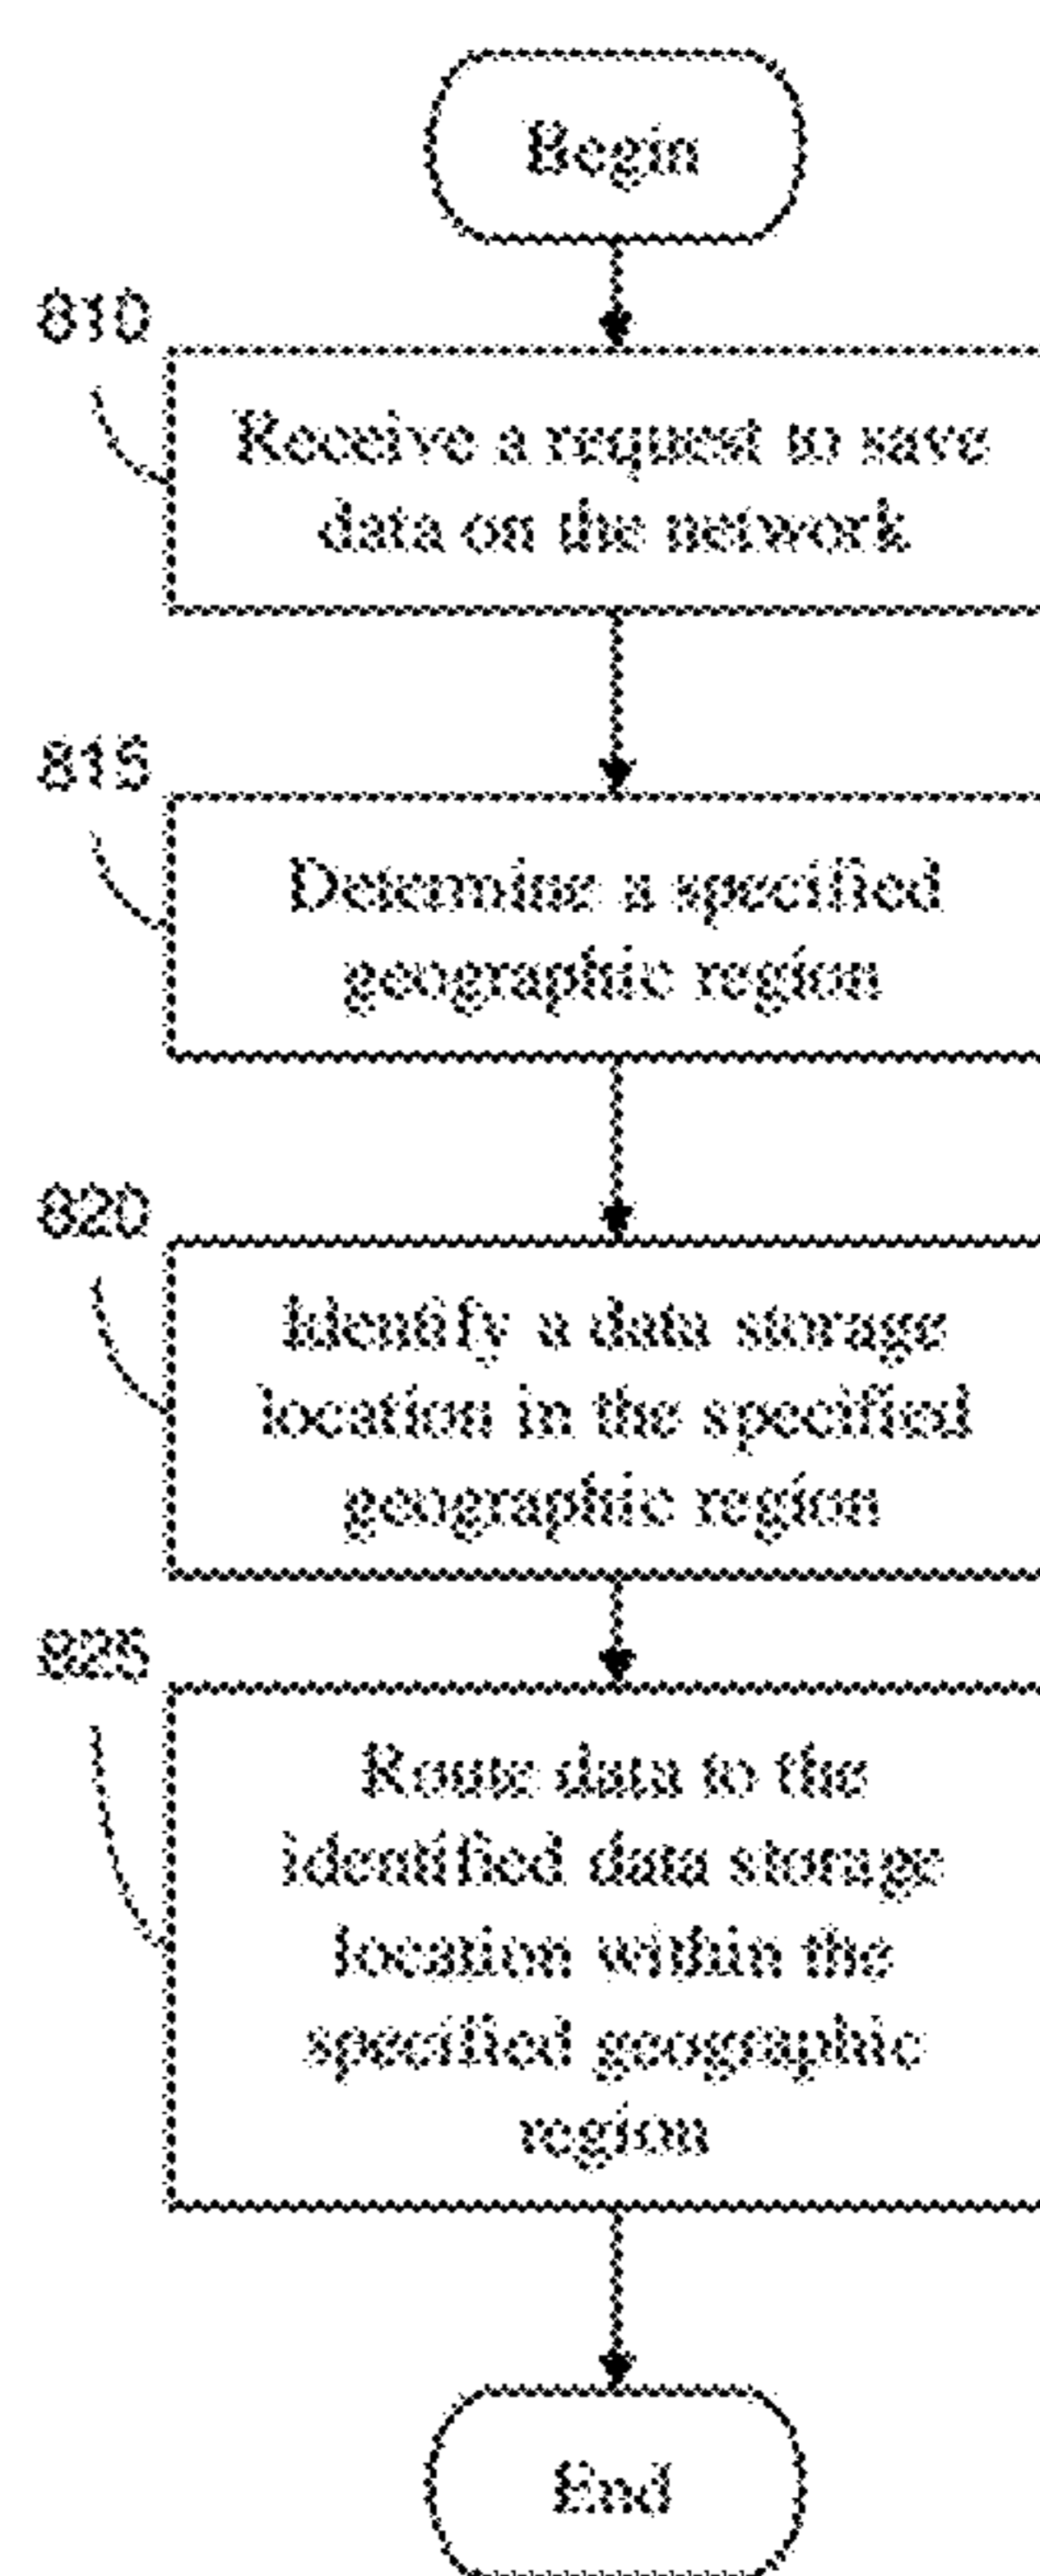 Begin
810
Receive a request to save
data on the network
815
Determine a specified
geographic region
820
Identify a data storage
location in the specified
geographic region
825
Route data to the
identified data storage
location within the
specified geographic
region
End